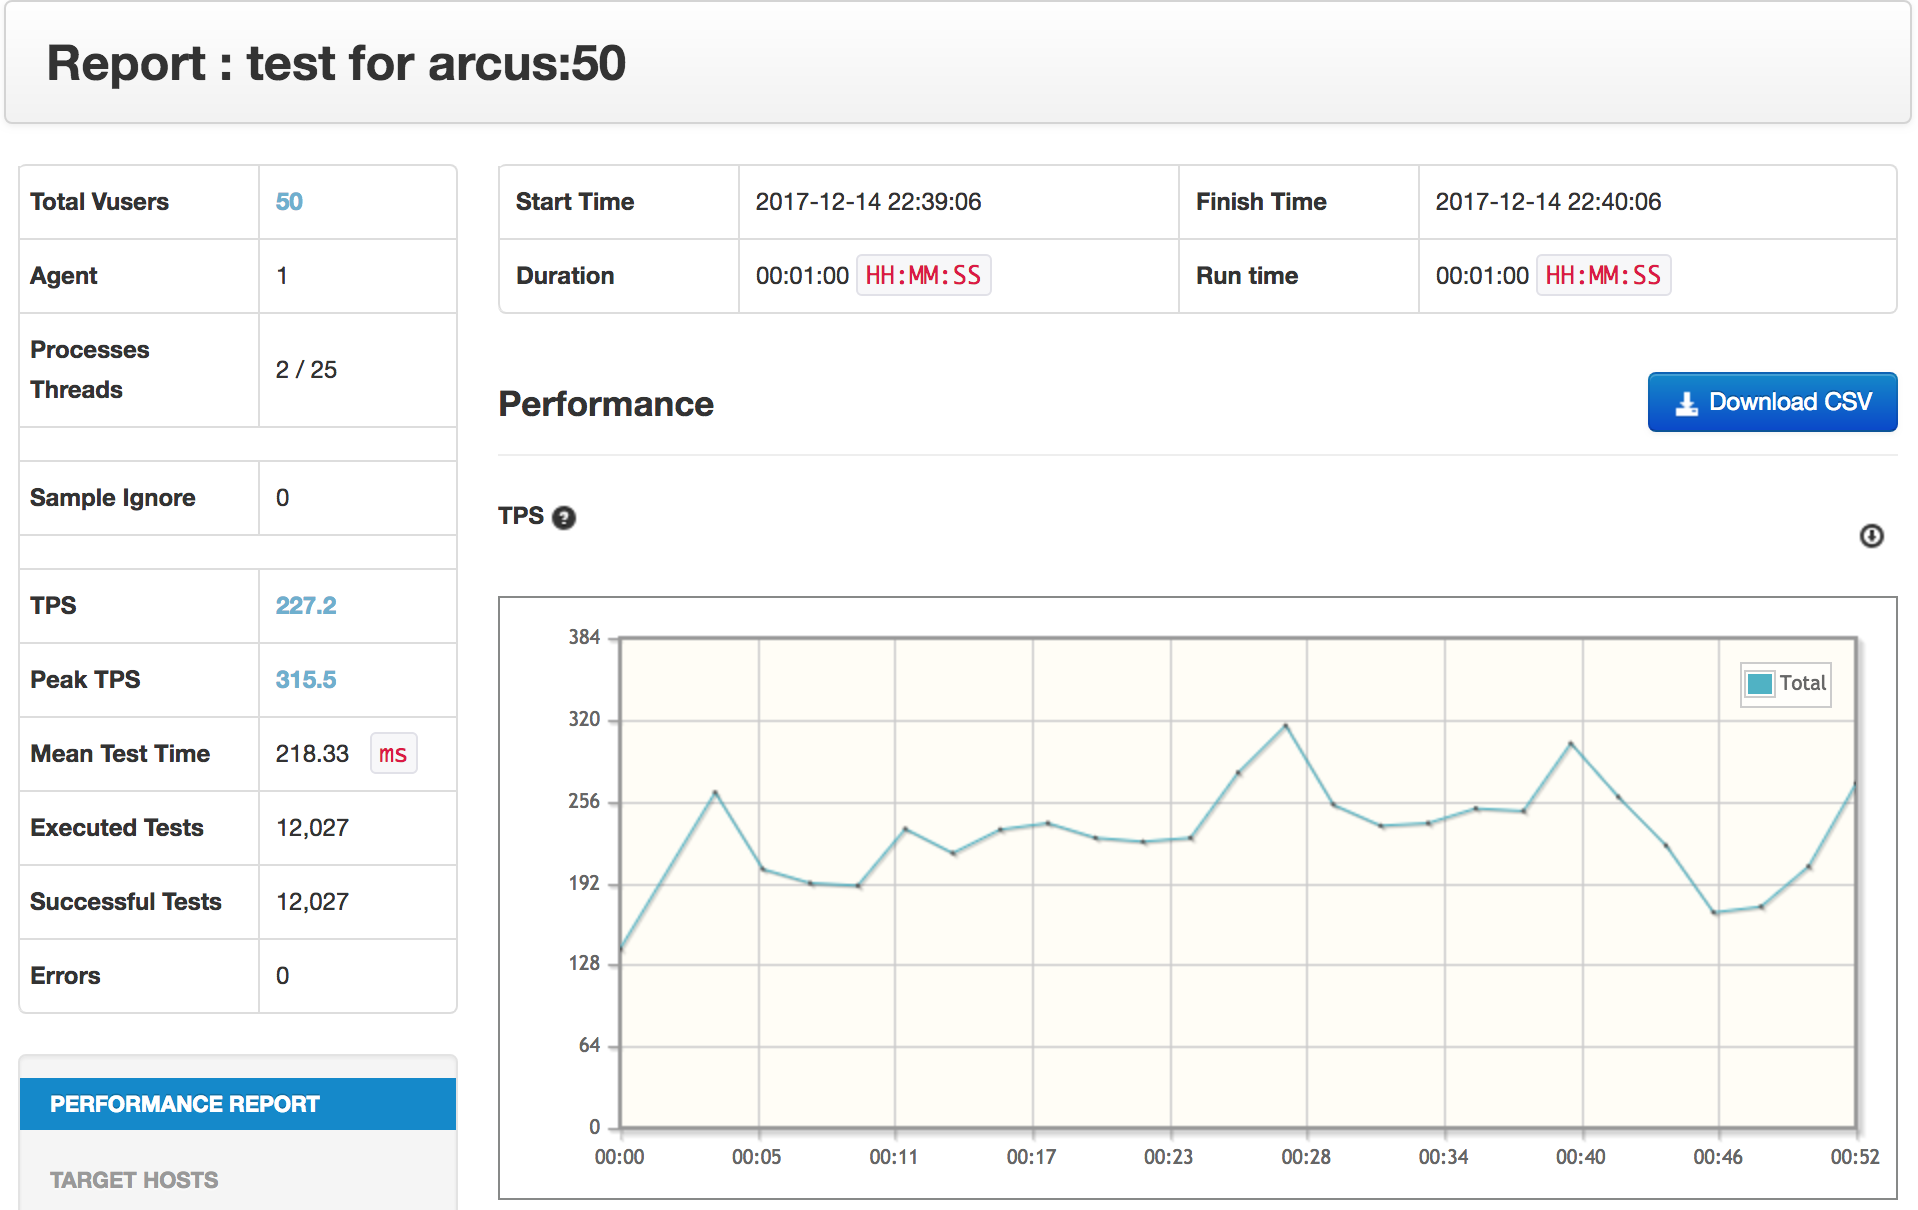 Report : test for arcus:50
Total Vusers 50
Agent 1
Processes
Threads
2 / 25
Sample Ignore 0
TPS 227.2
Peak TPS 315.5
Mean Test Time 218.33 ms
Executed Tests 12,027
Successful Tests 12,027
Errors 0
PERFORMANCE REPORT
TARGET HOSTS
Start Time 2017-12-14 22:39:06 Finish Time 2017-12-14 22:40:06
Duration 00:01:00 HH:MM:SS Run time 00:01:00 HH:MM:SS
Performance
Download CSV
TPS ?
384
320
256
192
128
64
0
Total
00:00 00:05 00:11 00:17 00:23 00:28 00:34 00:40 00:46 00:52